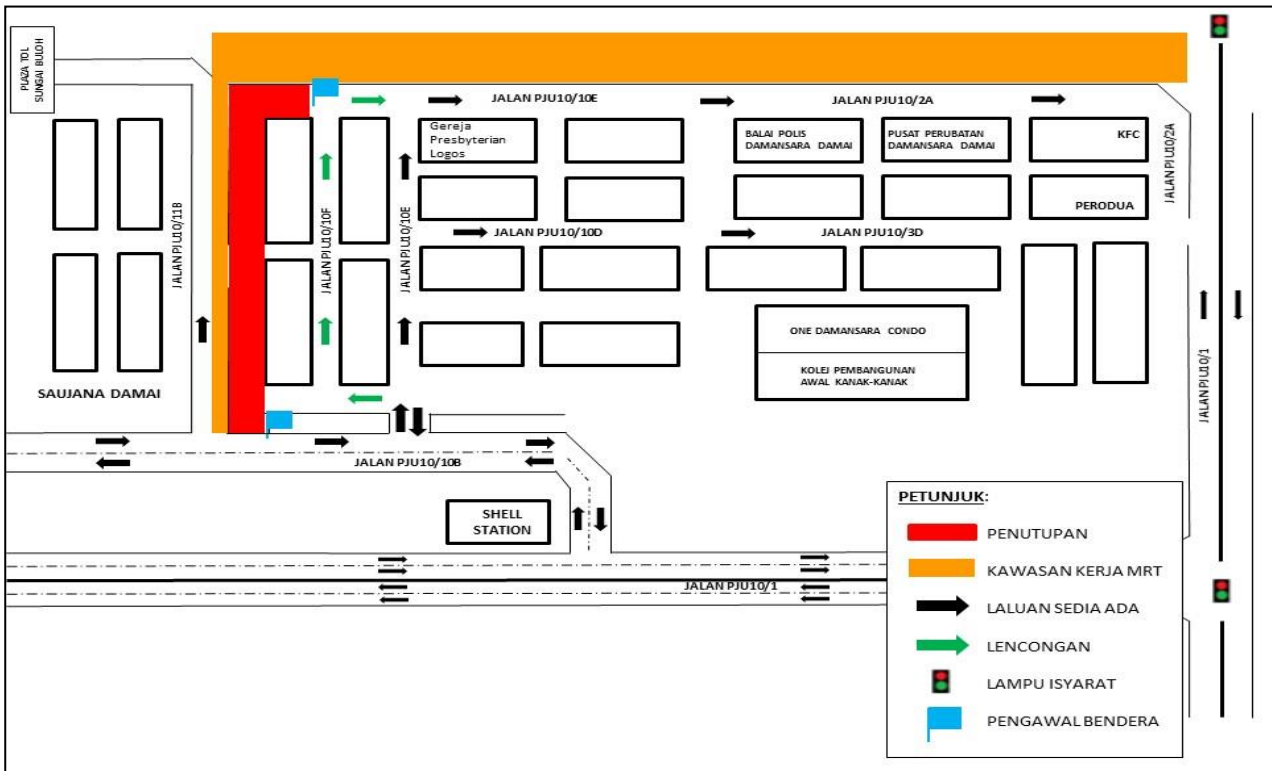 PLAZA TOL
SUNGAI BULOH
JALAN PJU10/10E
JALAN PJU10/2A
Gereja
Presbyterian
Logos
BALAI POLIS
DAMANSARA DAMAI
PUSAT PERUBATAN
DAMANSARA DAMAI
KFC
JALAN PJU10/2A
PERODUA
JALAN PJU10/11B
JALAN PJU10/10F
JALAN PJU10/10E
JALAN PJU10/10D
JALAN PJU10/3D
ONE DAMANSARA CONDO
KOLEJ PEMBANGUNAN
AWAL KANAK-KANAK
JALAN PJU10/1
SAUJANA DAMAI
JALAN PJU10/10B
SHELL
STATION
JALAN PJU10/1
PETUNJUK:
PENUTUPAN
KAWASAN KERJA MRT
LALUAN SEDIA ADA
LENCONGAN
LAMPU ISYARAT
PENGAWAL BENDERA